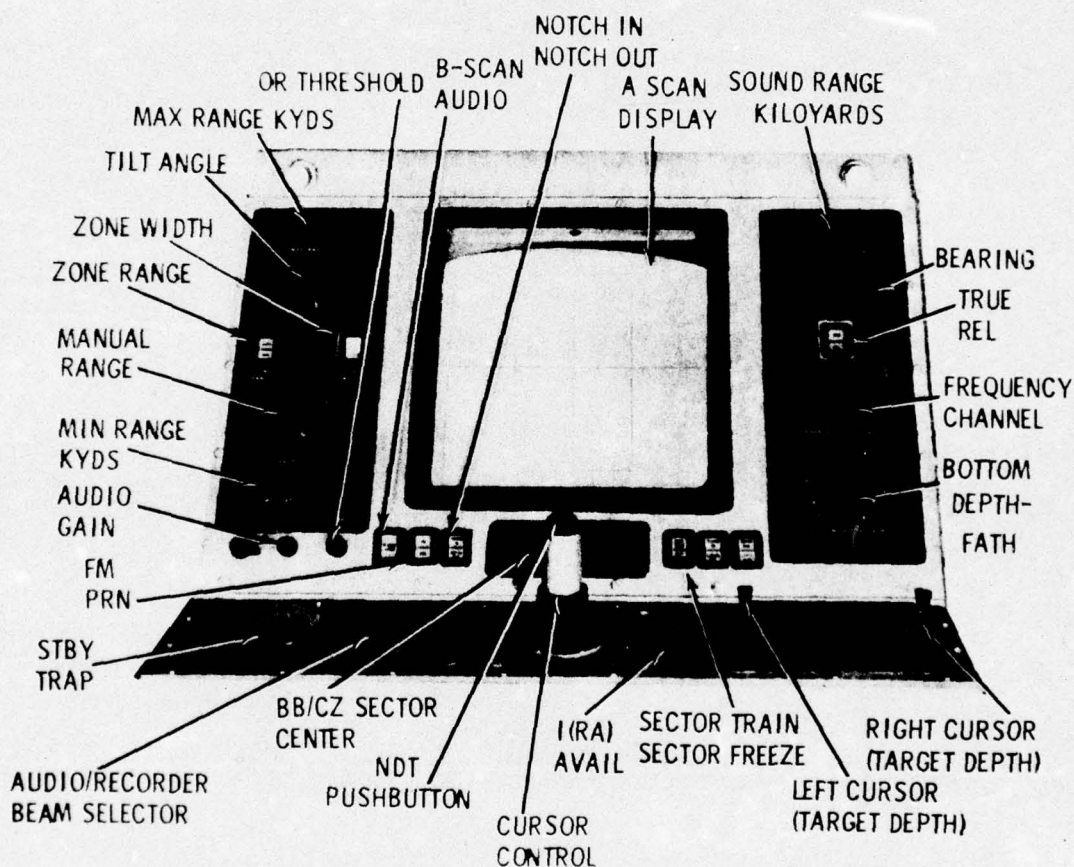 NOTCH IN
NOTCH OUT
B-SCAN
AUDIO
OR THRESHOLD
A SCAN
DISPLAY
SOUND RANGE
KILOYARDS
MAX RANGE KYDS
TILT ANGLE
ZONE WIDTH
ZONE RANGE
MANUAL
RANGE
MIN RANGE
KYDS
AUDIO
GAIN
FM
PRN
STBY
TRAP
AUDIO/RECORDER
BEAM SELECTOR
BB/CZ SECTOR
CENTER
NDT
PUSHBUTTON
CURSOR
CONTROL
I(RA)
AVAIL
SECTOR TRAIN
SECTOR FREEZE
LEFT CURSOR
(TARGET DEPTH)
RIGHT CURSOR
(TARGET DEPTH)
BEARING
TRUE
REL
FREQUENCY
CHANNEL
BOTTOM
DEPTH-
FATH